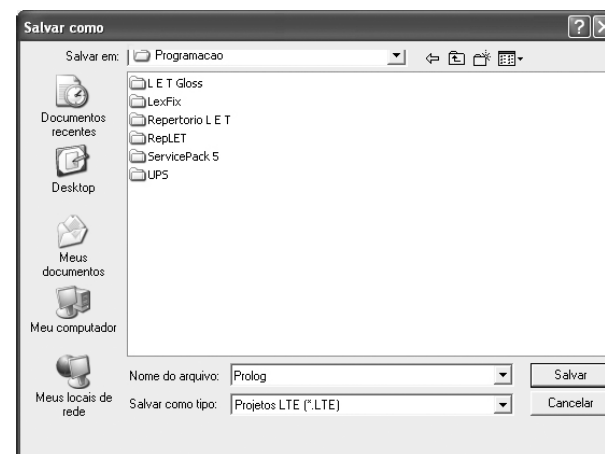 Salvar como
Salvar em: Programacao
L E T Gloss
LexFix
Repertorio L E T
RepLET
ServicePack 5
UPS
Documentos
recentes
Desktop
Meus
documentos
Meu computador
Meus locais de
rede
Nome do arquivo: Prolog Salvar
Salvar como tipo: Projetos LTE (*.LTE) Cancelar